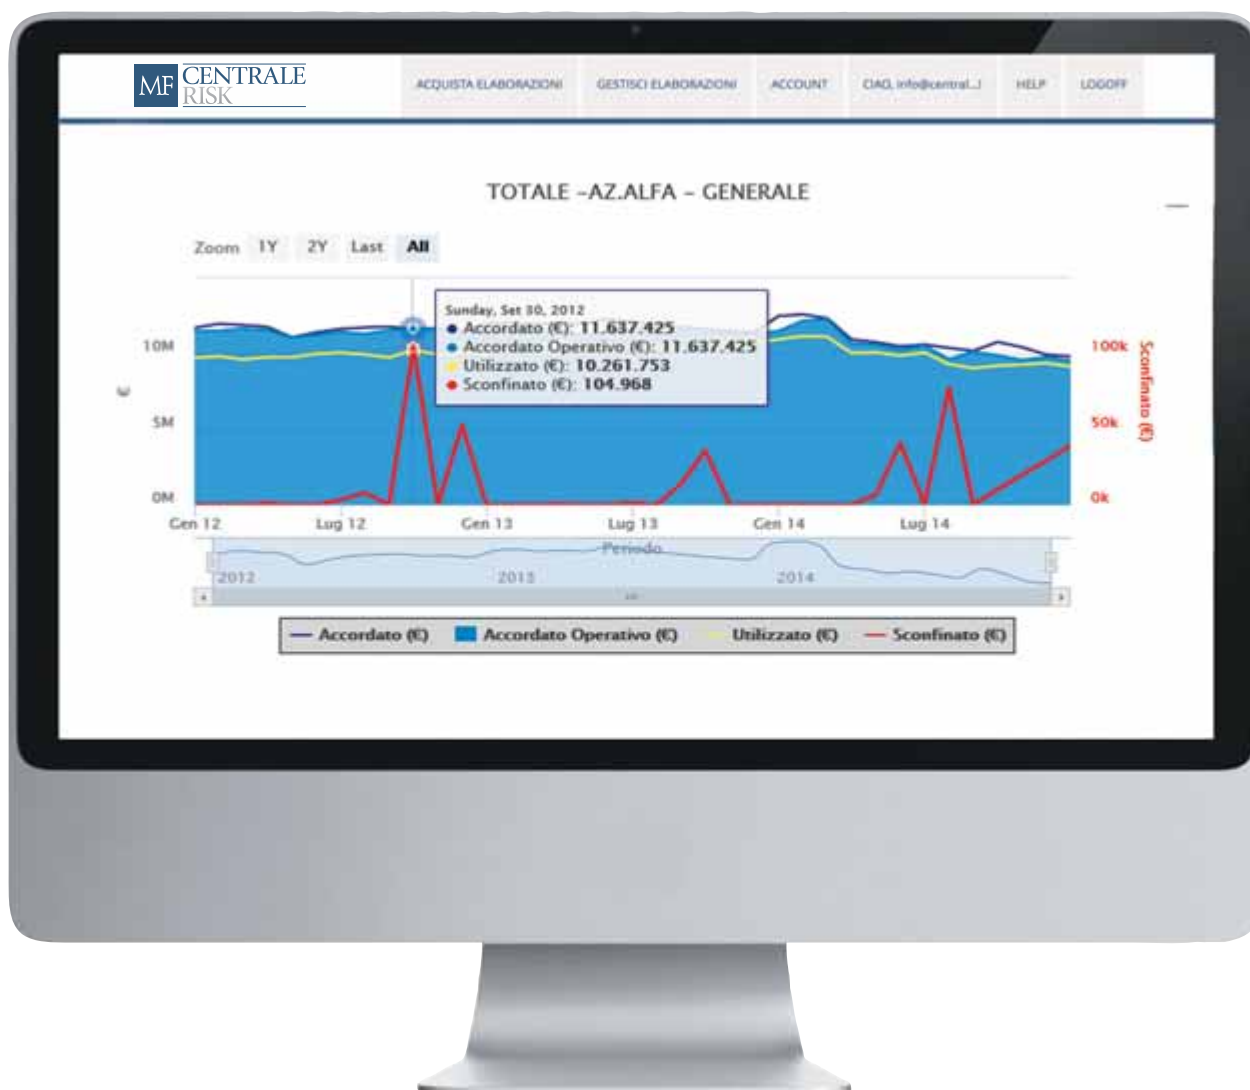 MF CENTRALE
RISK
ACQUISTA ELABORAZIONI GESTISCI ELABORAZIONI ACCOUNT CIAO, info@central...! HELP LOGOFF
TOTALE -AZ.ALFA - GENERALE
Zoom 1Y 2Y Last All
Sunday, Set 30, 2012
Accordato (€): 11.637.425
Accordato Operativo (€): 11.637.425
Utilizzato (€): 10.261.753
Sconfinato (€): 104.968
10M
5M
0M
€
100k
50k
0k
Sconfinato (€)
Gen 12 Lug 12 Gen 13 Lug 13 Gen 14 Lug 14
Periodo
2012 2013 2014
Accordato (€) Accordato Operativo (€) Utilizzato (€) Sconfinato (€)